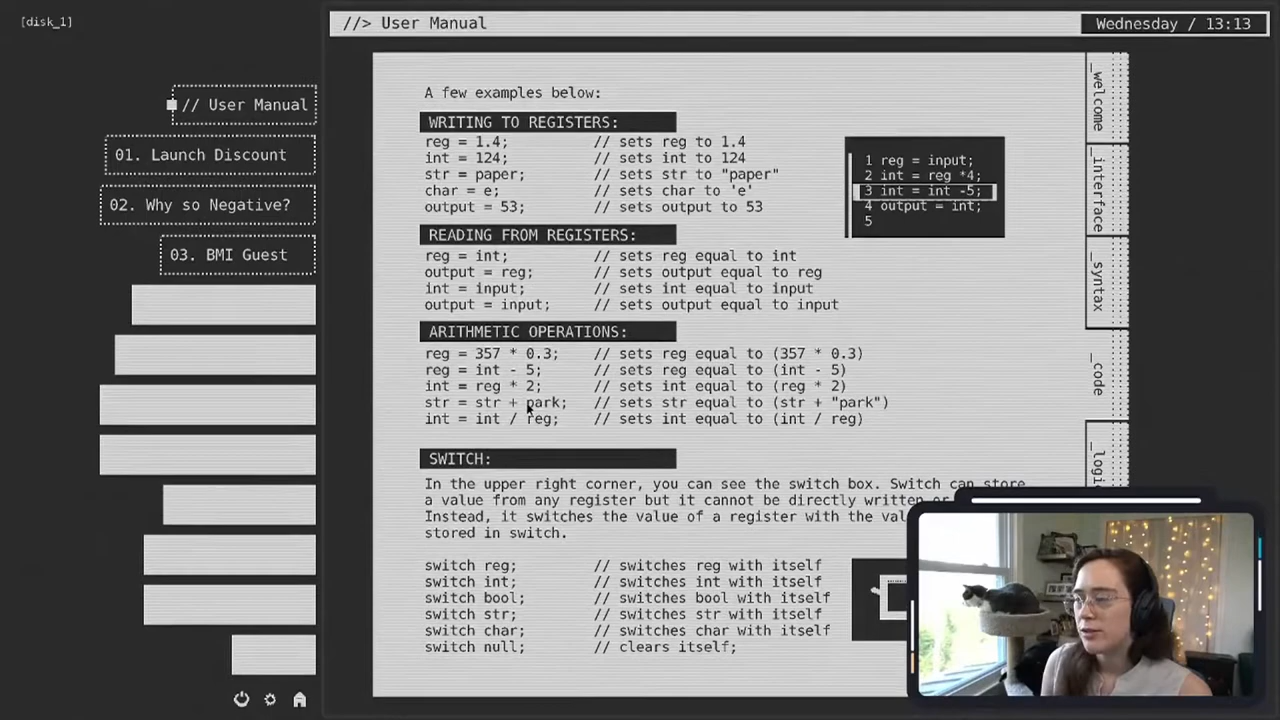 [disk_1]
//> User Manual
Wednesday / 13:13
// User Manual
01. Launch Discount
02. Why so Negative?
03. BMI Guest
A few examples below:
WRITING TO REGISTERS:
reg = 1.4; // sets reg to 1.4
int = 124; // sets int to 124
str = paper; // sets str to "paper"
char = e; // sets char to 'e'
output = 53; // sets output to 53
1 reg = input;
2 int = reg *4;
3 int = int -5;
4 output = int;
5
READING FROM REGISTERS:
reg = int; // sets reg equal to int
output = reg; // sets output equal to reg
int = input; // sets int equal to input
output = input; // sets output equal to input
ARITHMETIC OPERATIONS:
reg = 357 * 0.3; // sets reg equal to (357 * 0.3)
reg = int - 5; // sets reg equal to (int - 5)
int = reg * 2; // sets int equal to (reg * 2)
str = str + park; // sets str equal to (str + "park")
int = int / reg; // sets int equal to (int / reg)
SWITCH:
In the upper right corner, you can see the switch box. Switch can store
a value from any register but it cannot be directly written or
Instead, it switches the value of a register with the
stored in switch.
switch reg; // switches reg with itself
switch int; // switches int with itself
switch bool; // switches bool with itself
switch str; // switches str with itself
switch char; // switches char with itself
switch null; // clears itself;
_welcome
_interface
_syntax
_code